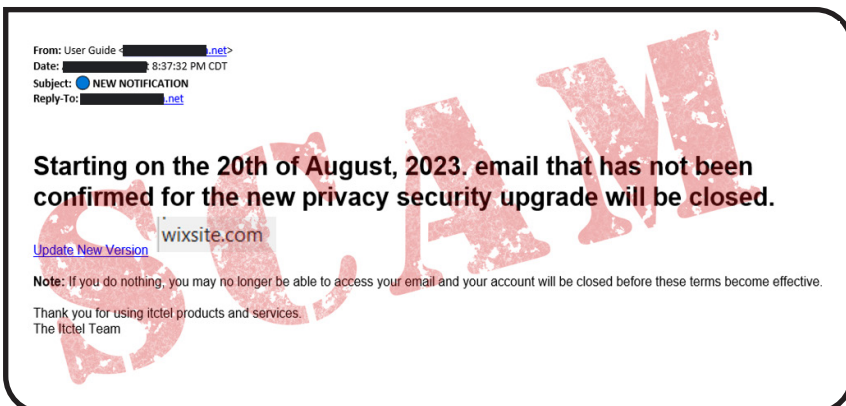 From: User Guide < .net>
Date: 8:37:32 PM CDT
Subject: NEW NOTIFICATION
Reply-To: .net
Starting on the 20th of August, 2023. email that has not been
confirmed for the new privacy security upgrade will be closed.
wixsite.com
Update New Version
Note: If you do nothing, you may no longer be able to access your email and your account will be closed before these terms become effective.
Thank you for using itctel products and services.
The Itctel Team
SCAM